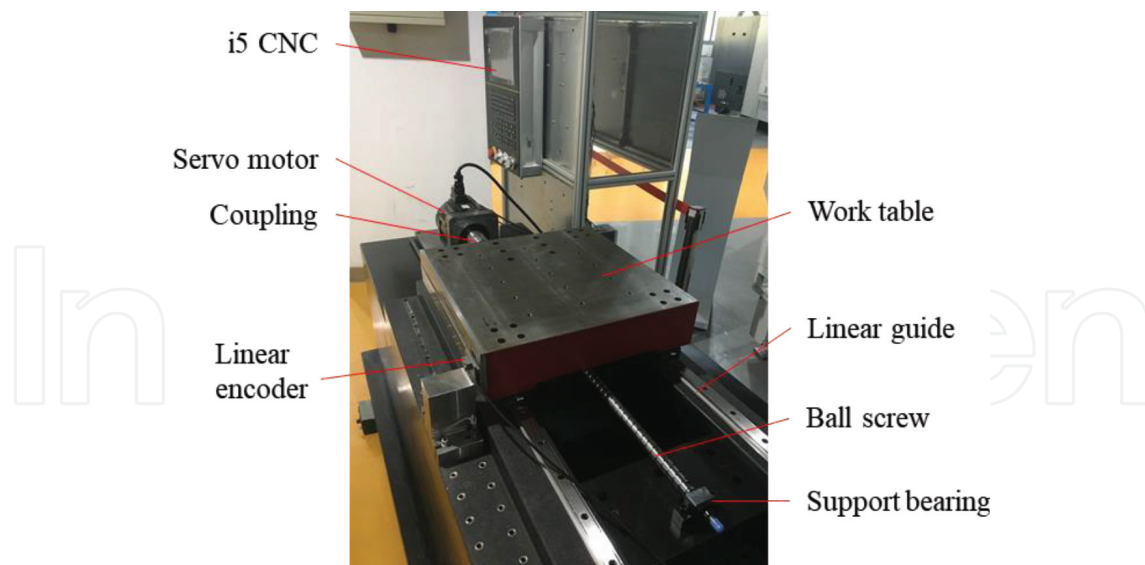 i5 CNC
Servo motor
Coupling
Linear
encoder
Work table
Linear guide
Ball screw
Support bearing